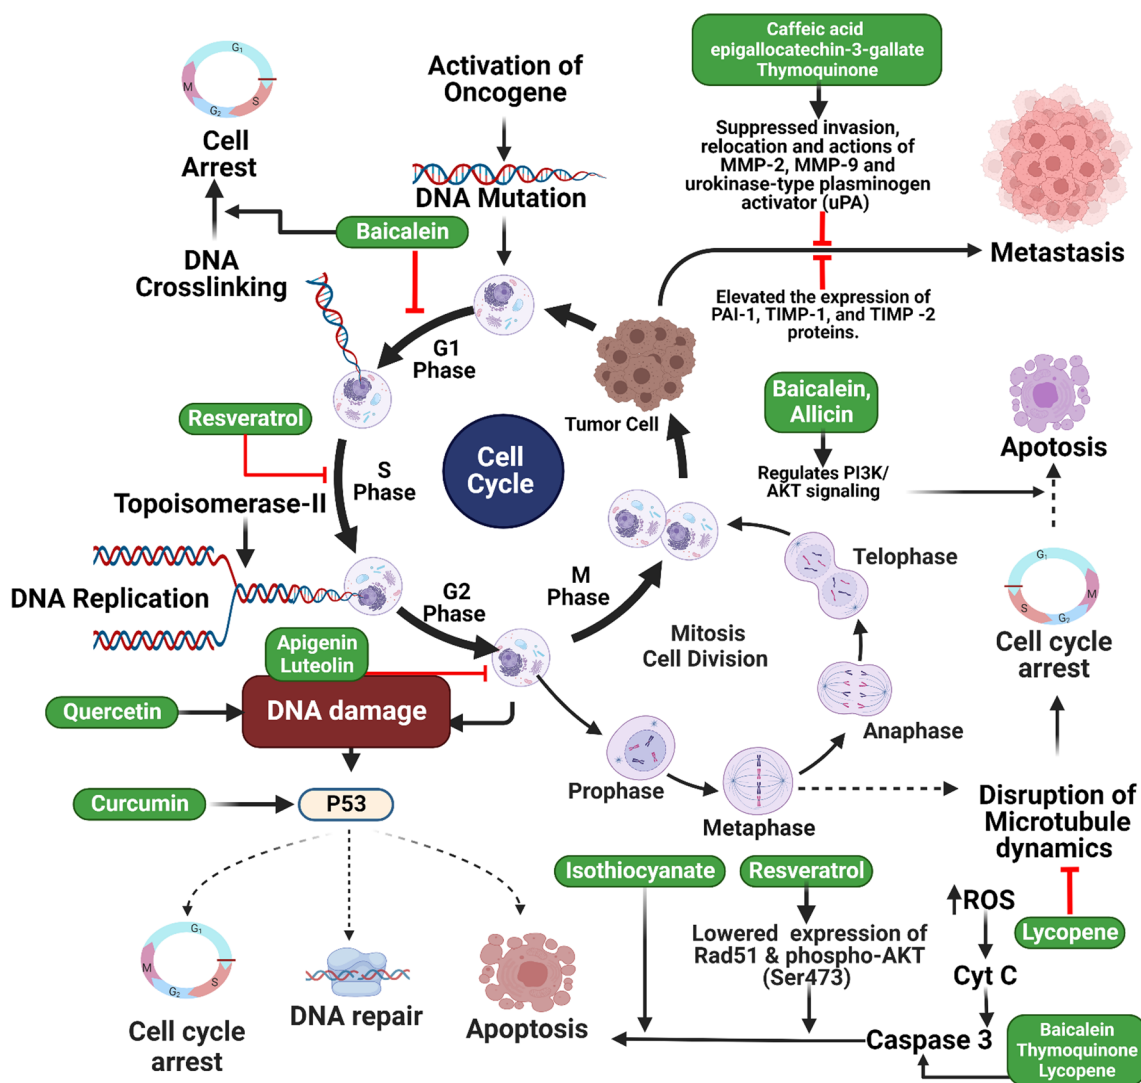 Caffeic acid
epigallocatechin-3-gallate
Thymoquinone
Activation of
Oncogene
G1
M
S
G2
Cell
Arrest
DNA Mutation
Suppressed invasion,
relocation and actions of
MMP-2, MMP-9 and
urokinase-type plasminogen
activator (uPA)
Baicalein
DNA
Crosslinking
Metastasis
Elevated the expression of
PAI-1, TIMP-1, and TIMP -2
proteins.
G1
Phase
Tumor Cell
Baicalein,
Allicin
Apotosis
Resveratrol
Cell
Cycle
S
Phase
Regulates PI3K/
AKT signaling
Topoisomerase-II
DNA Replication
G2
Phase
M
Phase
Telophase
Mitosis
Cell Division
G1
M
S
G2
Cell cycle
arrest
Apigenin
Luteolin
Quercetin
DNA damage
Anaphase
Prophase
Metaphase
Curcumin
P53
Disruption of
Microtubule
dynamics
Isothiocyanate
Resveratrol
ROS
Lycopene
Lowered expression of
Rad51 & phospho-AKT
(Ser473)
Cyt C
G1
M
S
G2
Cell cycle
arrest
DNA repair
Apoptosis
Caspase 3
Baicalein
Thymoquinone
Lycopene